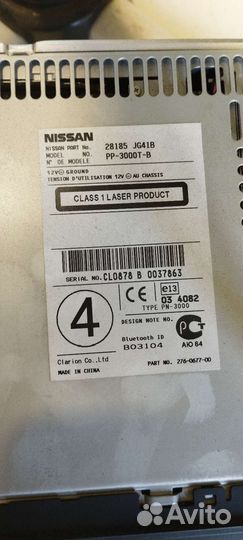 NISSAN
NISSAN PART No. 28185 JG41B
MODEL NO. PP-3000T-B
N° DE MODELE
12V⊖ GROUND
TENSION D'UTILISATION 12V ⊖ AU CHASSIS
CLASS 1 LASER PRODUCT
SERIAL NO. CL0878 B 0037863
4
CE
e13
03 4082
TYPE PN-3000
DESIGN NOTE NO.
Bluetooth ID
B03104
АЮ 64
Clarion Co.,Ltd
MADE IN CHINA
PART NO. 276-0677-00
Avito